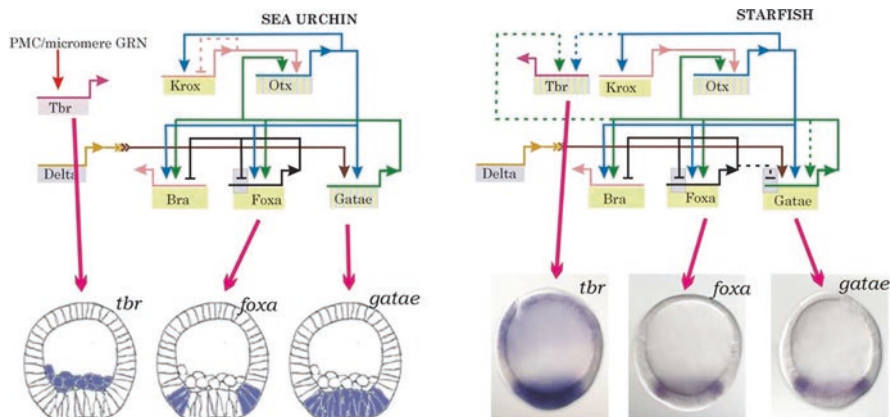 SEA URCHIN
PMC/micromere GRN
Krox
Otx
Tbr
Delta
Bra
Foxa
Gatae
tbr
foxa
gatae
STARFISH
Tbr
Krox
Otx
Delta
Bra
Foxa
Gatae
tbr
foxa
gatae